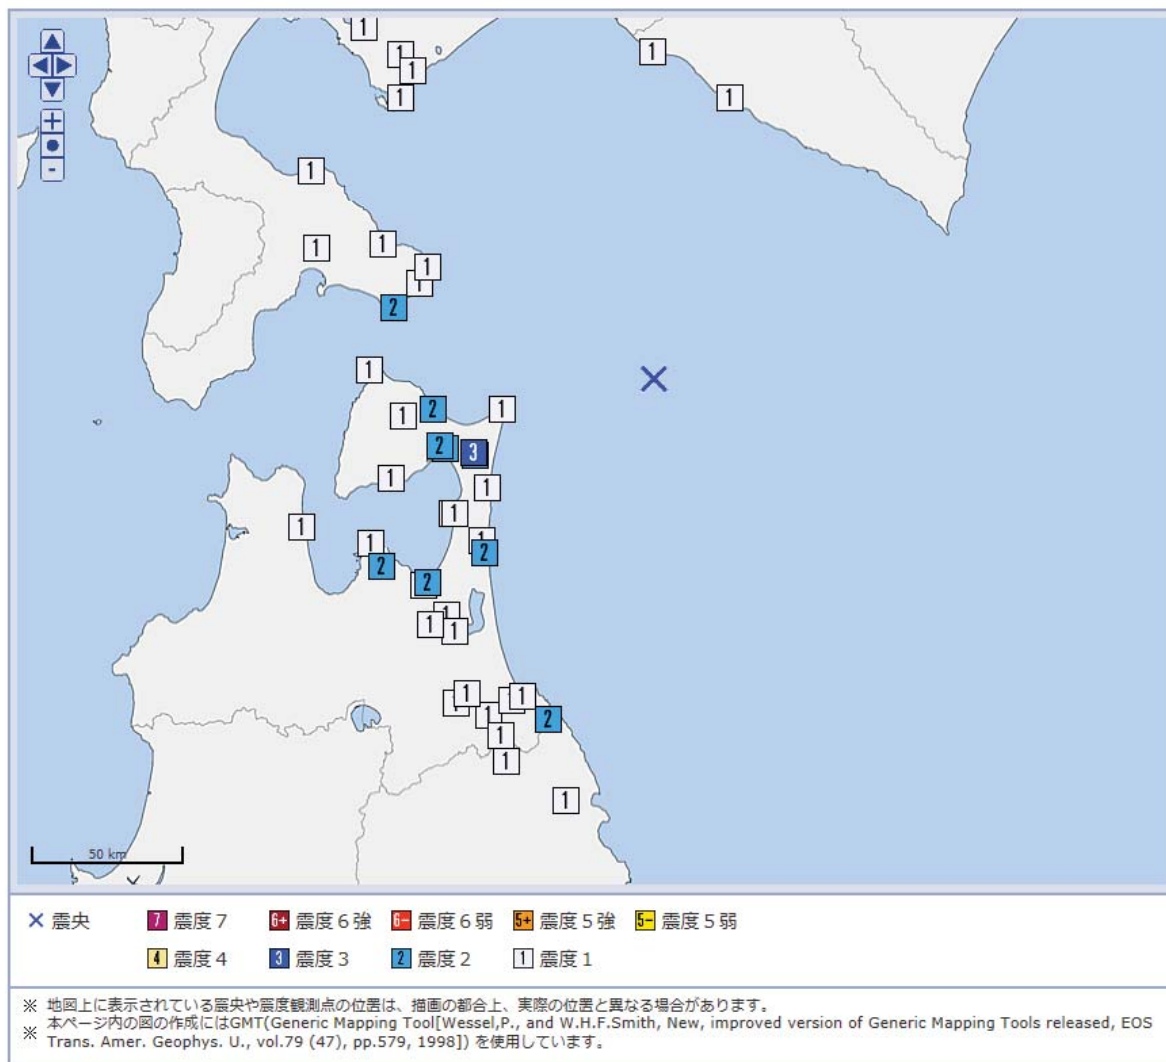 1
1
1
1
1
1
1
1
1
1
1
2
1
2
1
1
2
3
1
1
1
1
1
1
2
2
2
1
1
1
1
1
1
1
2
1
1
1
50 km
× 震央
7 震度7
6+ 震度6強
6- 震度6弱
5+ 震度5強
5- 震度5弱
4 震度4
3 震度3
2 震度2
1 震度1
※ 地図上に表示されている震央や震度観測点の位置は、描画の都合上、実際の位置と異なる場合があります。
※ 本ページ内の図の作成にはGMT(Generic Mapping Tool[Wessel,P., and W.H.F.Smith, New, improved version of Generic Mapping Tools released, EOS
Trans. Amer. Geophys. U., vol.79 (47), pp.579, 1998]) を使用しています。